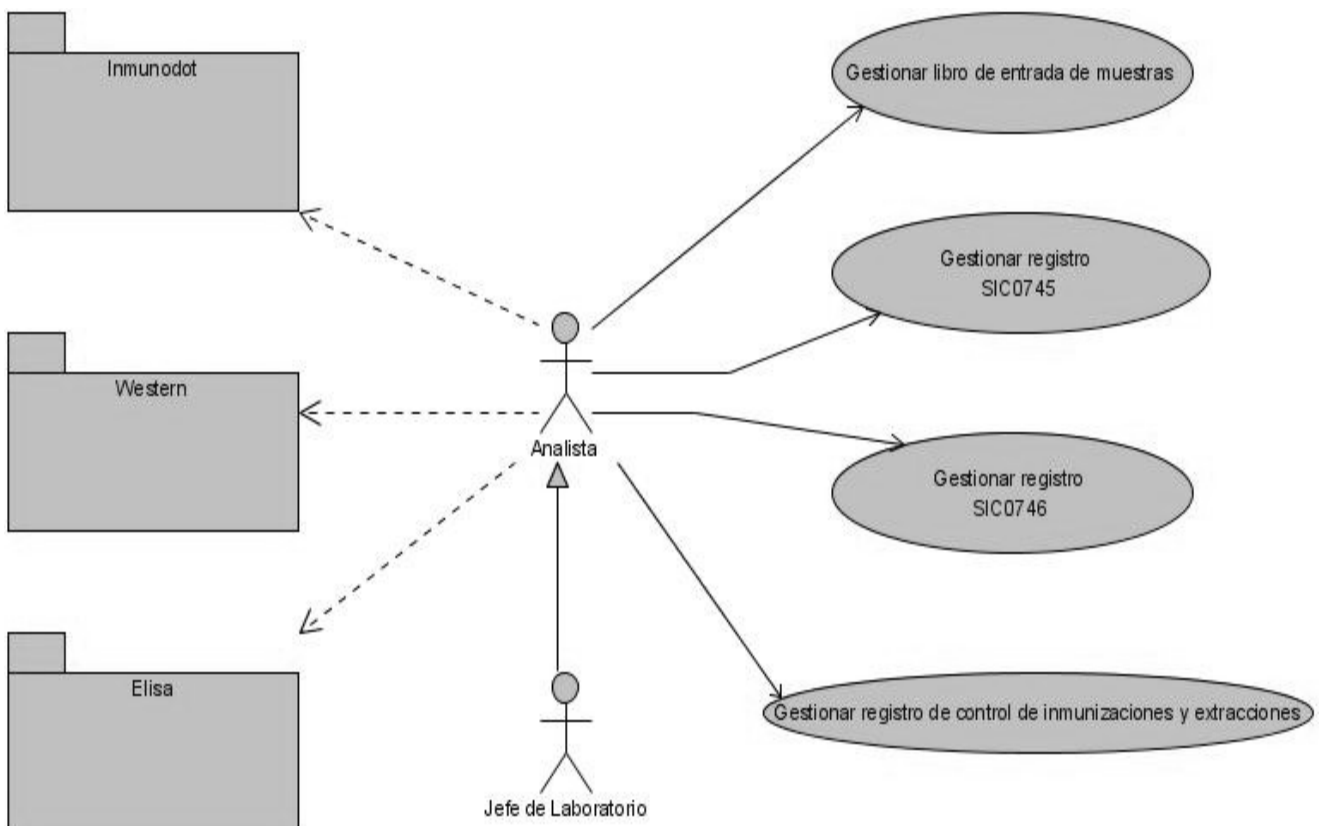 Inmunodot
Gestionar libro de entrada de muestras
Gestionar registro
SIC0745
Western
Analista
Gestionar registro
SIC0746
Elisa
Gestionar registro de control de inmunizaciones y extracciones
Jefe de Laboratorio